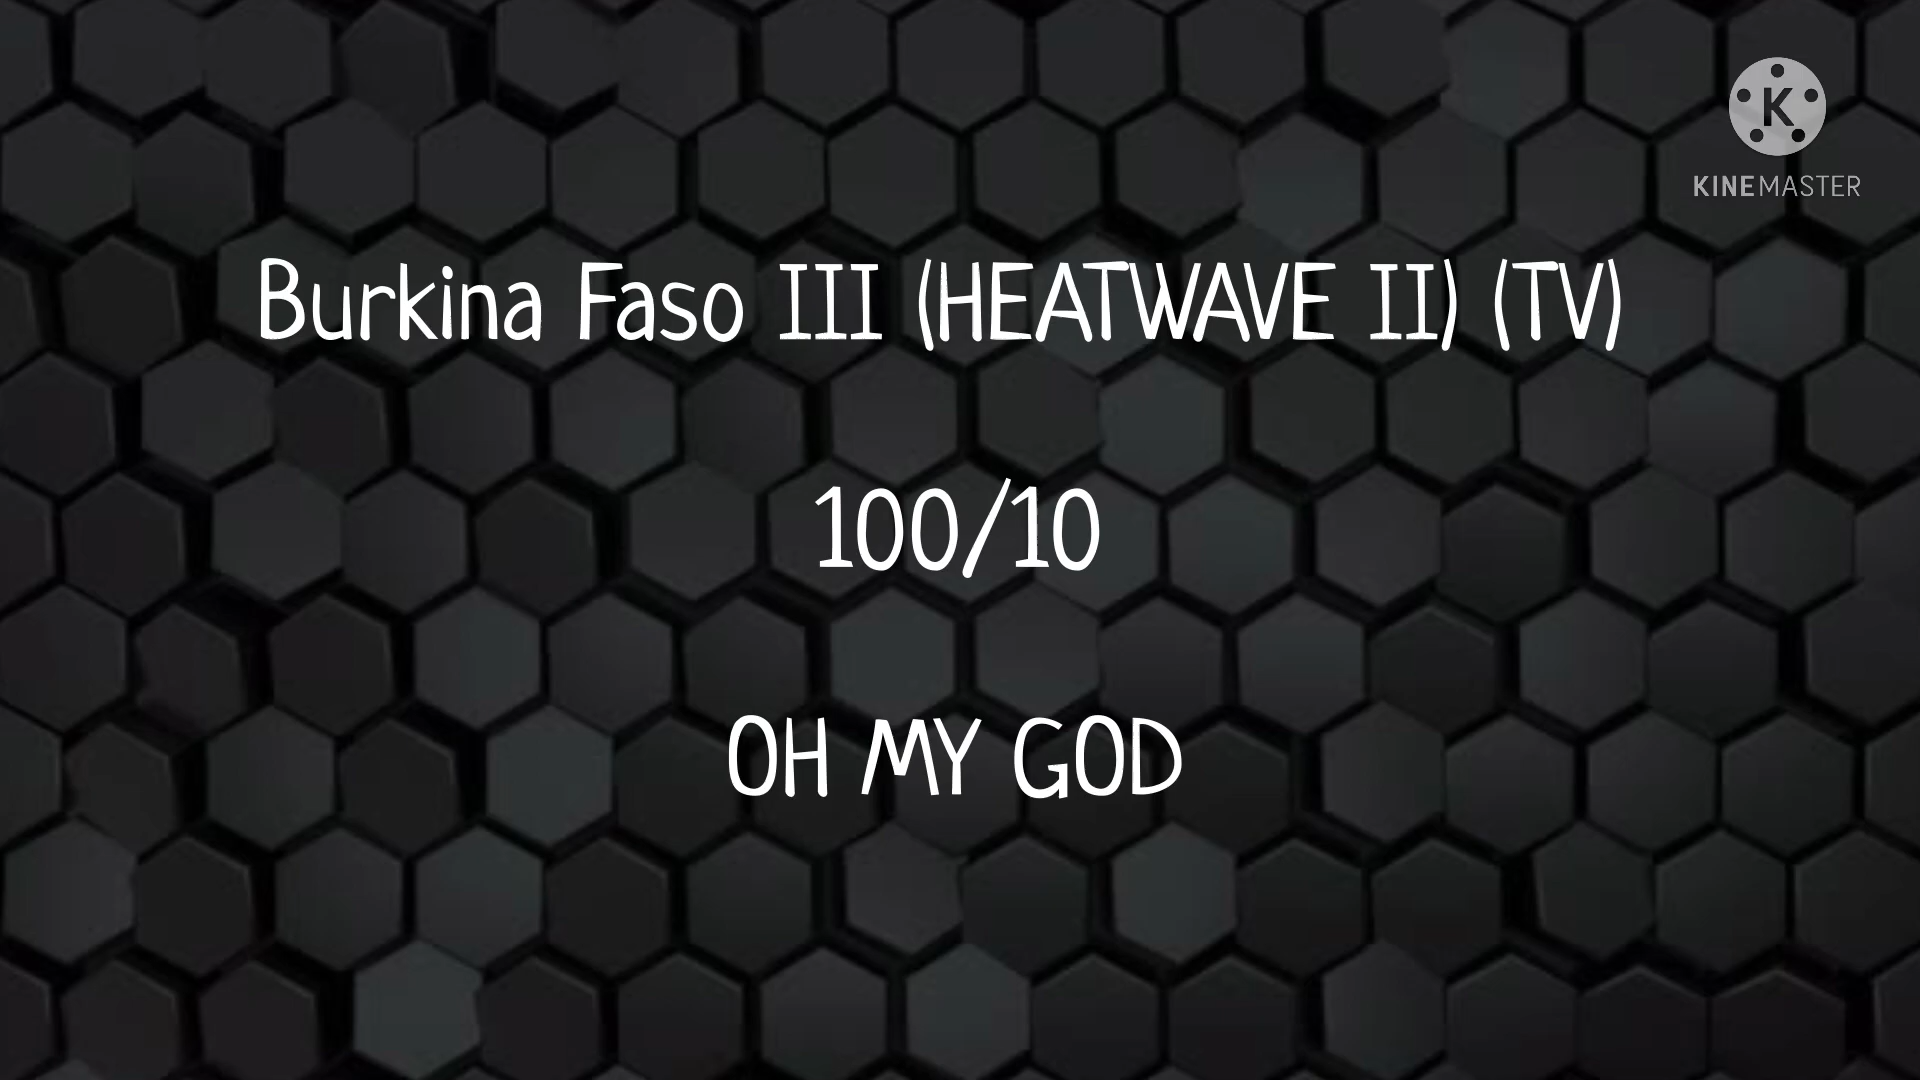 K
KINEMASTER
Burkina Faso III (HEATWAVE II) (TV)
100/10
OH MY GOD